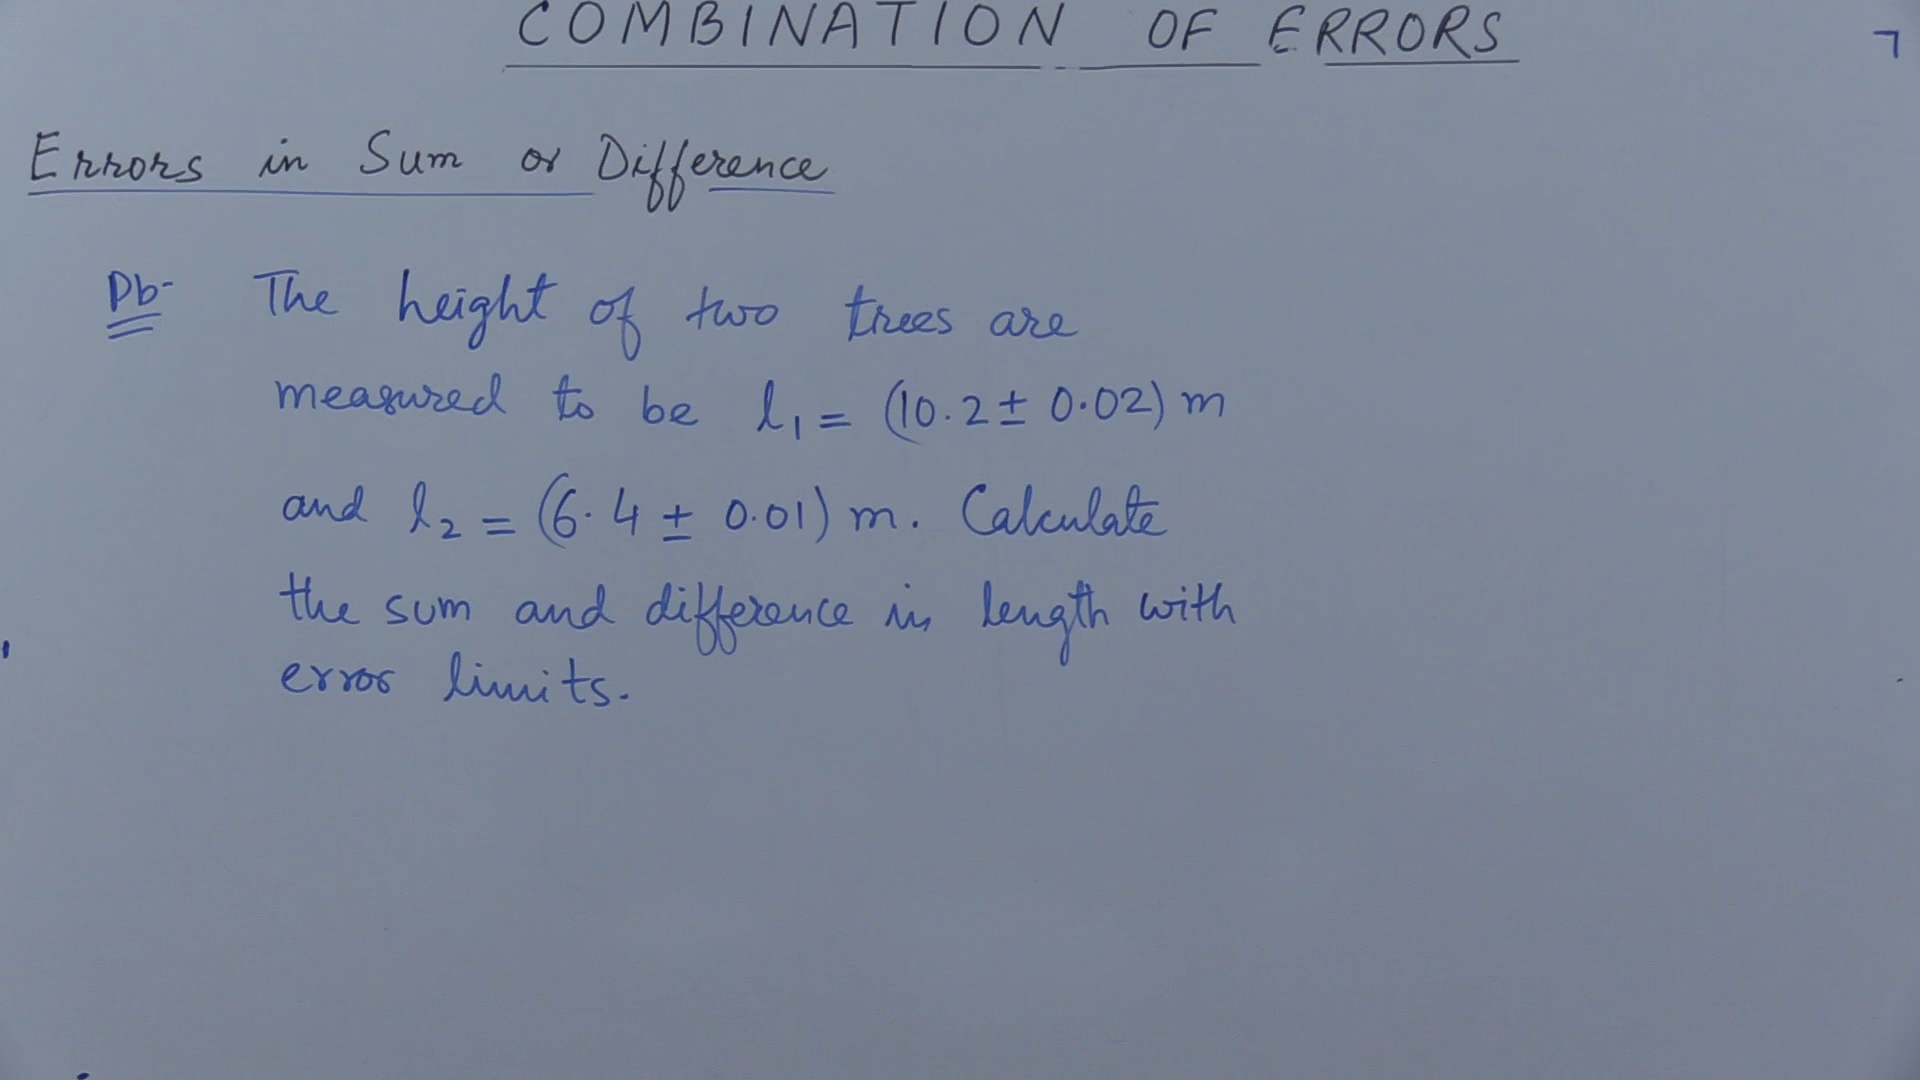 COMBINATION OF ERRORS
7
Errors in Sum or Difference
Pb- The height of two trees are
measured to be l₁ = (10.2 ± 0.02) m
and l₂ = (6.4 ± 0.01) m. Calculate
the sum and difference in length with
error limits.